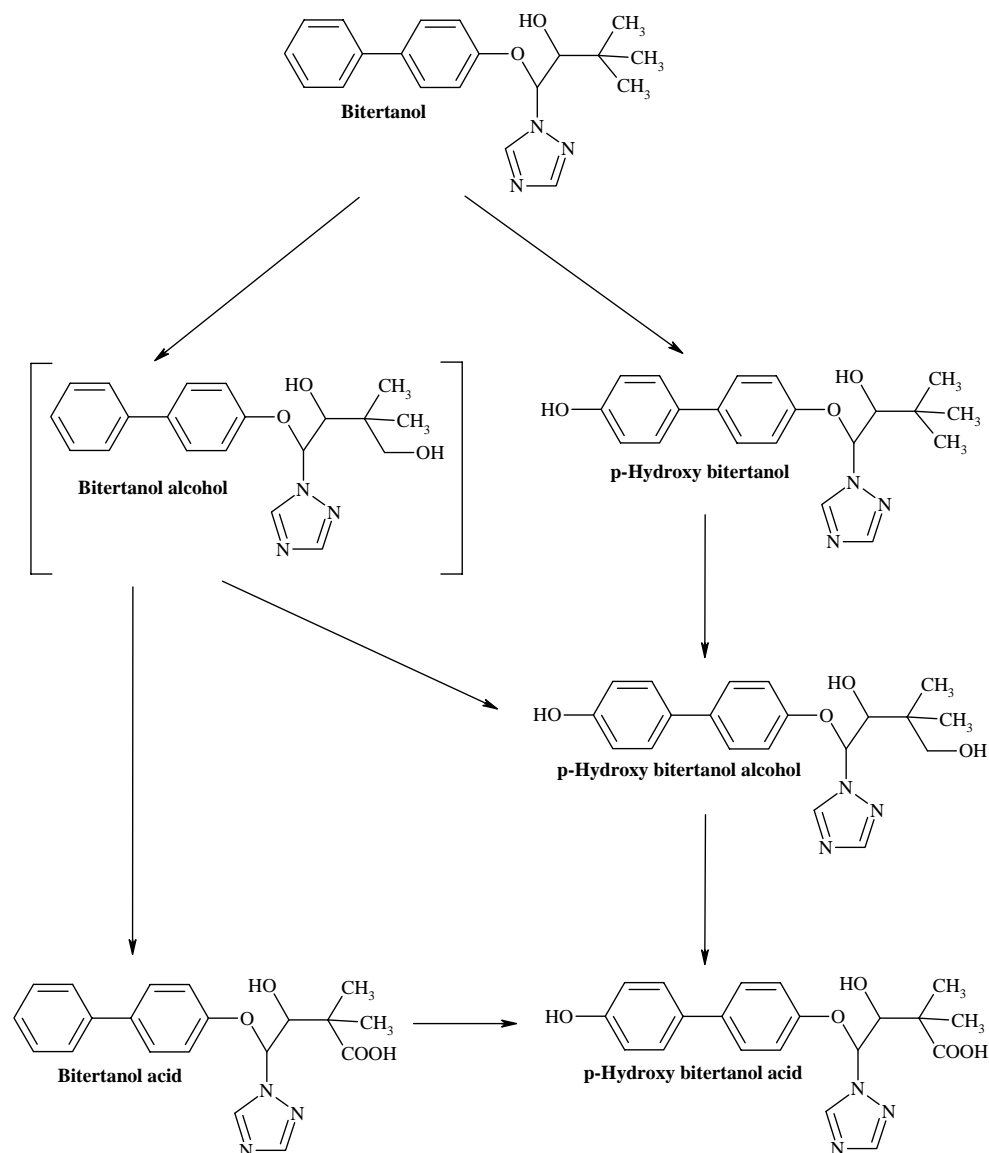 HO
CH3
CH3
CH3
O
N
N
N
Bitertanol
HO
CH3
CH3
OH
O
N
N
N
Bitertanol alcohol
HO
HO
CH3
CH3
CH3
O
N
N
N
p-Hydroxy bitertanol
HO
HO
CH3
CH3
OH
O
N
N
N
p-Hydroxy bitertanol alcohol
HO
CH3
CH3
COOH
O
N
N
N
Bitertanol acid
HO
HO
CH3
CH3
COOH
O
N
N
N
p-Hydroxy bitertanol acid